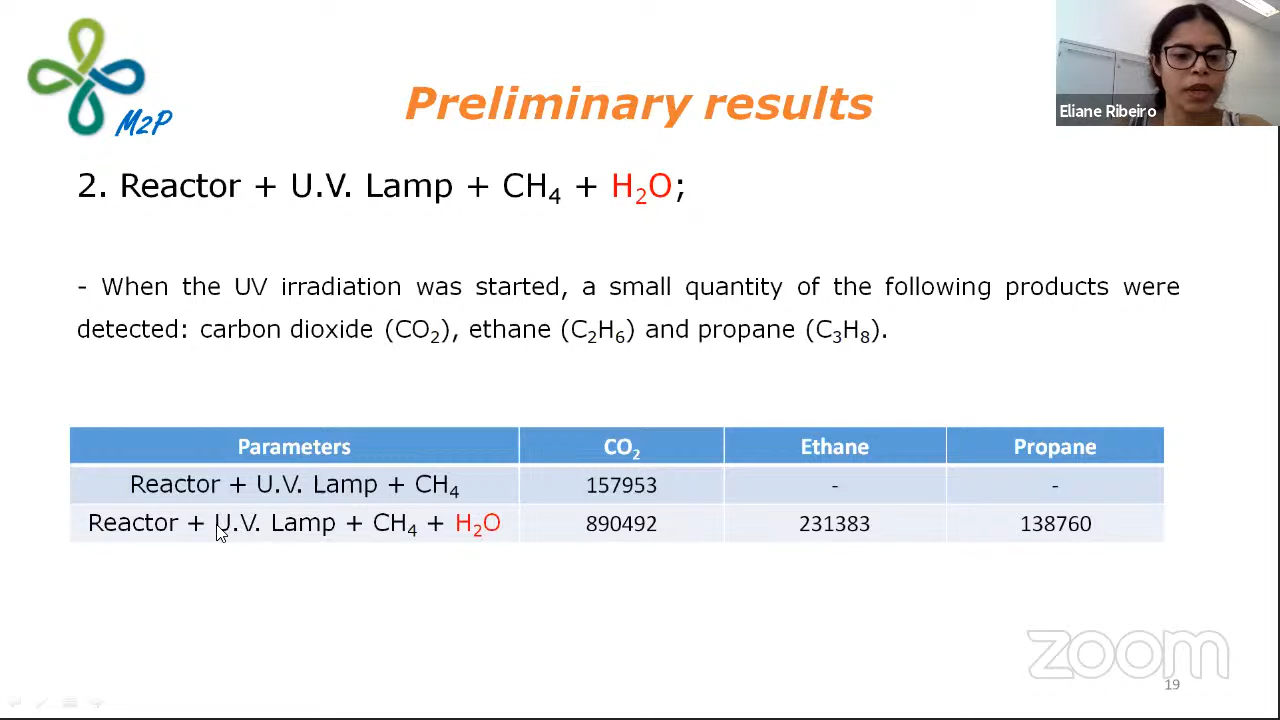 M2P
Preliminary results
Eliane Ribeiro
2. Reactor + U.V. Lamp + CH₄ + H₂O;
- When the UV irradiation was started, a small quantity of the following products were
detected: carbon dioxide (CO₂), ethane (C₂H₆) and propane (C₃H₈).
Parameters CO₂ Ethane Propane
Reactor + U.V. Lamp + CH₄ 157953 - -
Reactor + U.V. Lamp + CH₄ + H₂O 890492 231383 138760
zoom
19